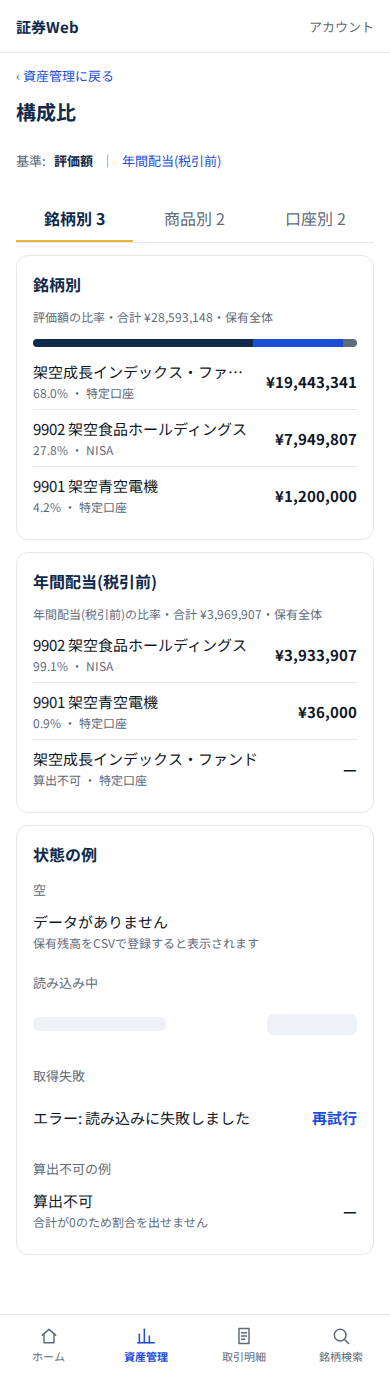 証券Web アカウント
‹ 資産管理に戻る
構成比
基準: 評価額 | 年間配当(税引前)
銘柄別 3 商品別 2 口座別 2
銘柄別
評価額の比率・合計 ¥28,593,148・保有全体
架空成長インデックス・ファ… ¥19,443,341
68.0% ・ 特定口座
9902 架空食品ホールディングス ¥7,949,807
27.8% ・ NISA
9901 架空青空電機 ¥1,200,000
4.2% ・ 特定口座
年間配当(税引前)
年間配当(税引前)の比率・合計 ¥3,969,907・保有全体
9902 架空食品ホールディングス ¥3,933,907
99.1% ・ NISA
9901 架空青空電機 ¥36,000
0.9% ・ 特定口座
架空成長インデックス・ファンド —
算出不可 ・ 特定口座
状態の例
空
データがありません
保有残高をCSVで登録すると表示されます
読み込み中
取得失敗
エラー: 読み込みに失敗しました 再試行
算出不可の例
算出不可 —
合計が0のため割合を出せません
ホーム 資産管理 取引明細 銘柄検索